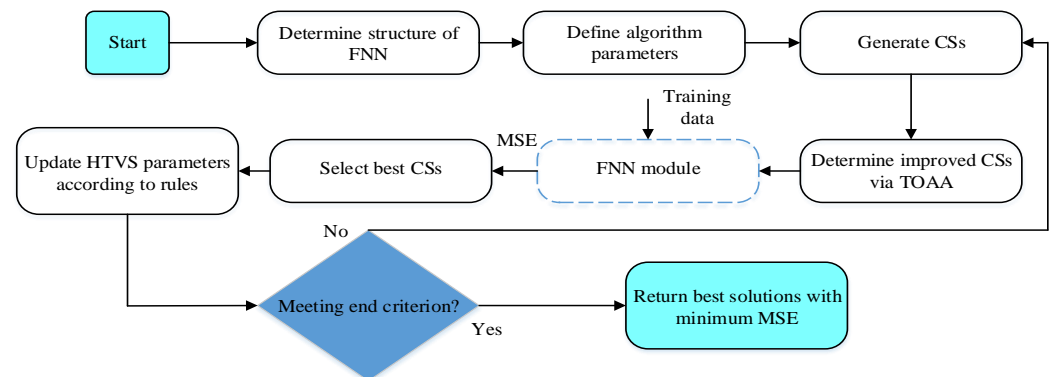 Start
Determine structure of
FNN
Define algorithm
parameters
Generate CSs
Training
data
Update HTVS parameters
according to rules
Select best CSs
MSE
FNN module
Determine improved CSs
via TOAA
No
Meeting end criterion?
Yes
Return best solutions with
minimum MSE